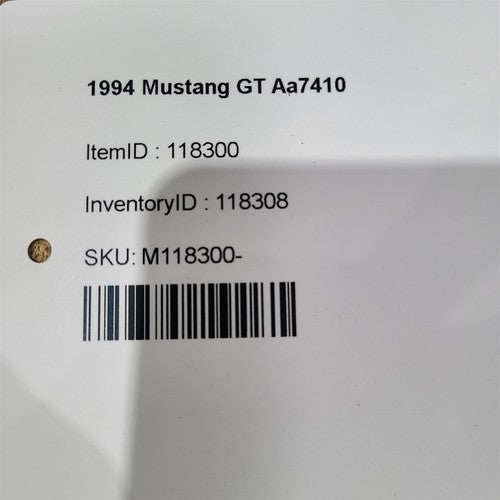 1994 Mustang GT Aa7410
ItemID : 118300
InventoryID : 118308
SKU: M118300-